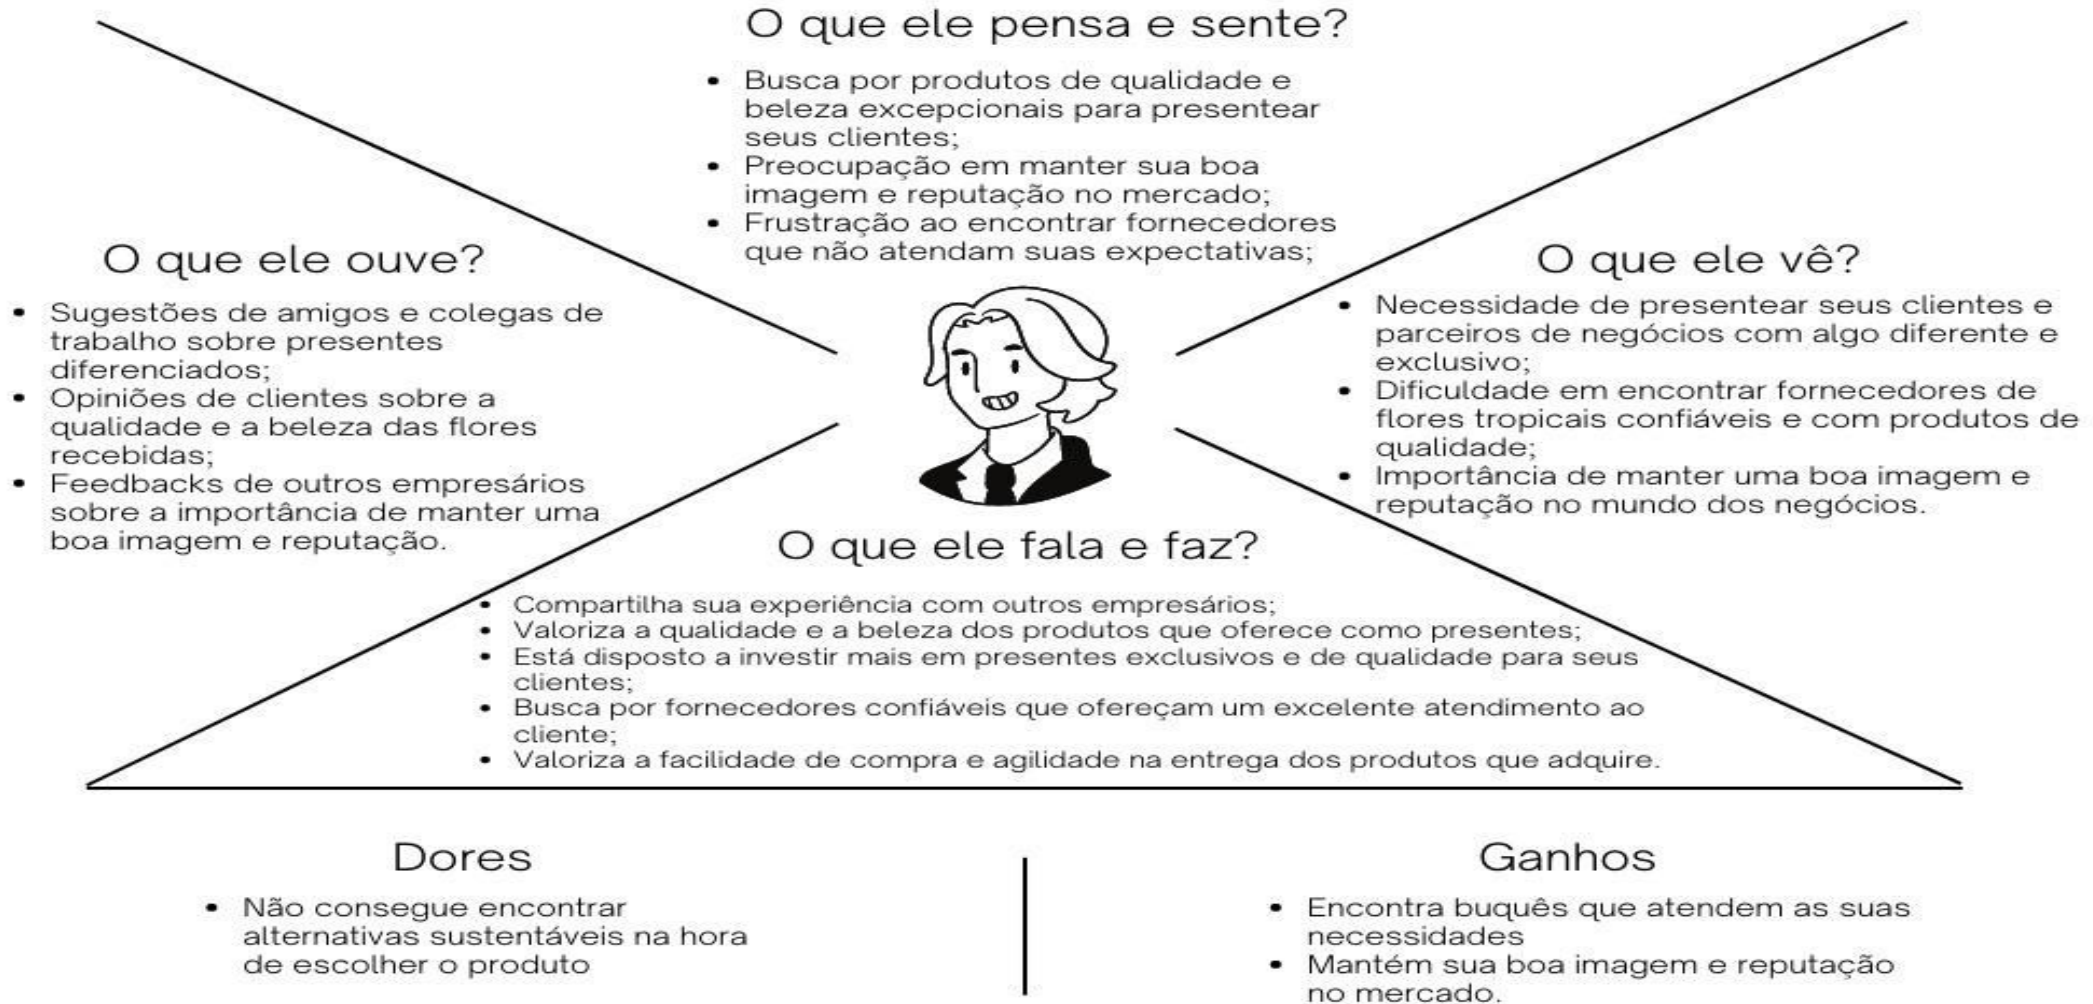 O que ele pensa e sente?
• Busca por produtos de qualidade e
beleza excepcionais para presentear
seus clientes;
• Preocupação em manter sua boa
imagem e reputação no mercado;
• Frustração ao encontrar fornecedores
que não atendam suas expectativas;
O que ele ouve?
• Sugestões de amigos e colegas de
trabalho sobre presentes
diferenciados;
• Opiniões de clientes sobre a
qualidade e a beleza das flores
recebidas;
• Feedbacks de outros empresários
sobre a importância de manter uma
boa imagem e reputação.
O que ele vê?
• Necessidade de presentear seus clientes e
parceiros de negócios com algo diferente e
exclusivo;
• Dificuldade em encontrar fornecedores de
flores tropicais confiáveis e com produtos de
qualidade;
• Importância de manter uma boa imagem e
reputação no mundo dos negócios.
O que ele fala e faz?
• Compartilha sua experiência com outros empresários;
• Valoriza a qualidade e a beleza dos produtos que oferece como presentes;
• Está disposto a investir mais em presentes exclusivos e de qualidade para seus
clientes;
• Busca por fornecedores confiáveis que ofereçam um excelente atendimento ao
cliente;
• Valoriza a facilidade de compra e agilidade na entrega dos produtos que adquire.
Dores
• Não consegue encontrar
alternativas sustentáveis na hora
de escolher o produto
Ganhos
• Encontra buquês que atendem as suas
necessidades
• Mantém sua boa imagem e reputação
no mercado.